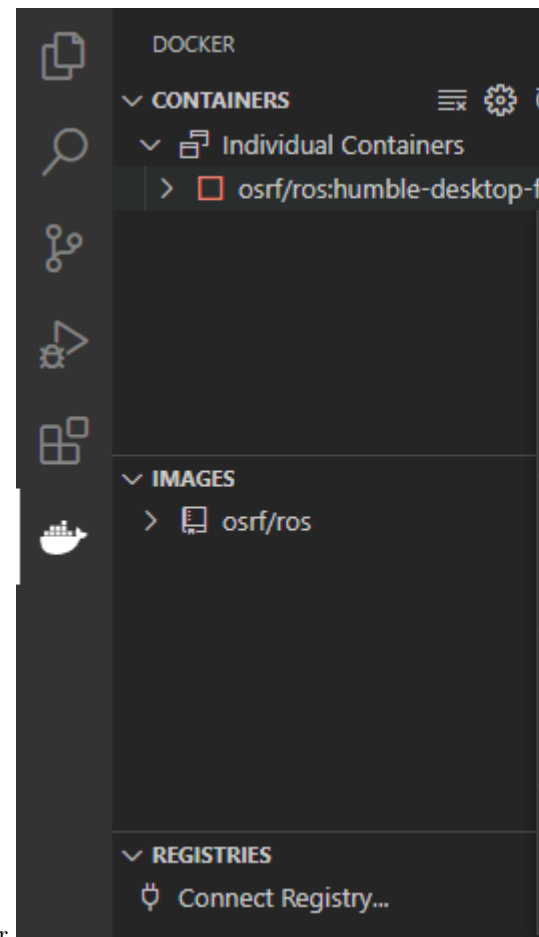 DOCKER
CONTAINERS
Individual Containers
osrf/ros:humble-desktop-f
IMAGES
osrf/ros
REGISTRIES
Connect Registry...